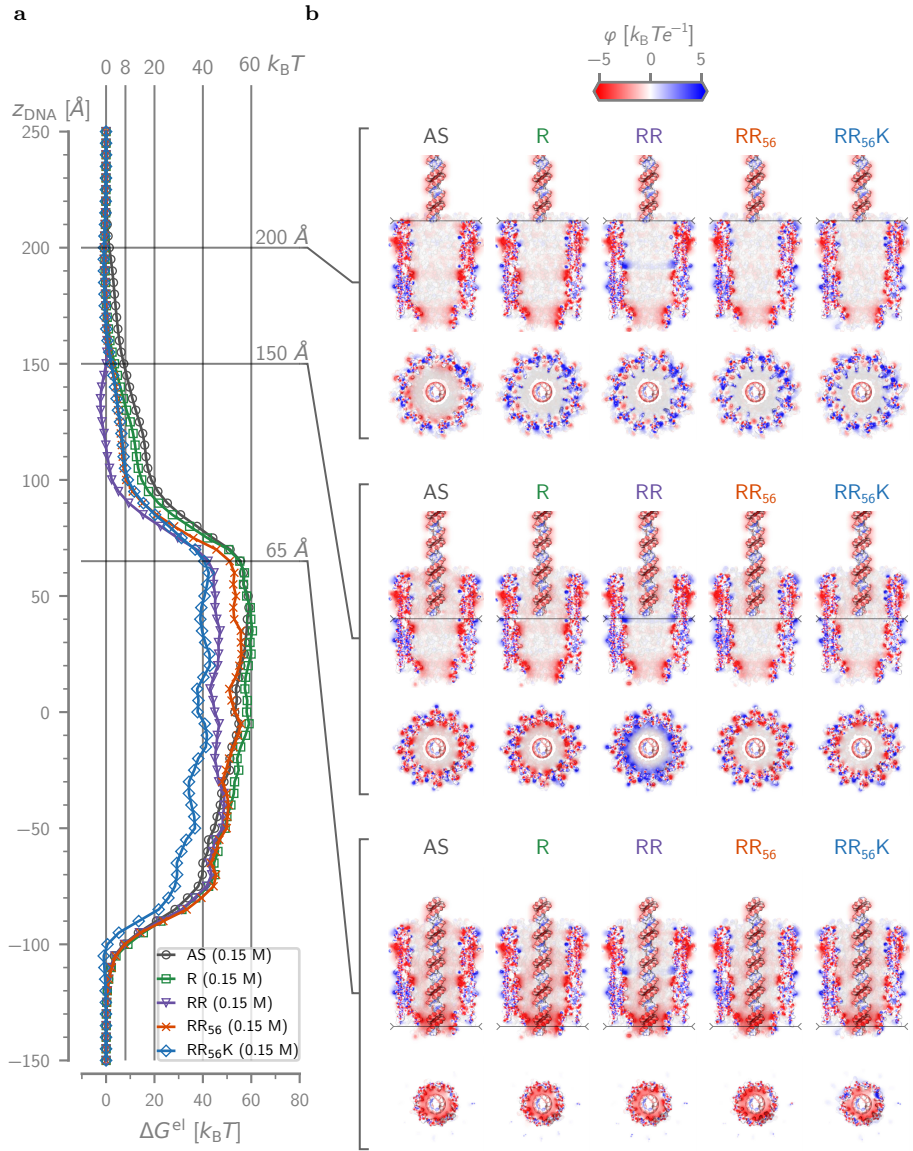 a
b
φ [k_BTe⁻¹]
−5 0 5
0 8 20 40 60 k_BT
z_DNA [Å]
250
200
150
100
50
0
−50
−100
−150
200 Å
150 Å
65 Å
AS (0.15 M)
R (0.15 M)
RR (0.15 M)
RR₅₆ (0.15 M)
RR₅₆K (0.15 M)
0 20 40 60 80
ΔG^el [k_BT]
AS R RR RR₅₆ RR₅₆K
AS R RR RR₅₆ RR₅₆K
AS R RR RR₅₆ RR₅₆K